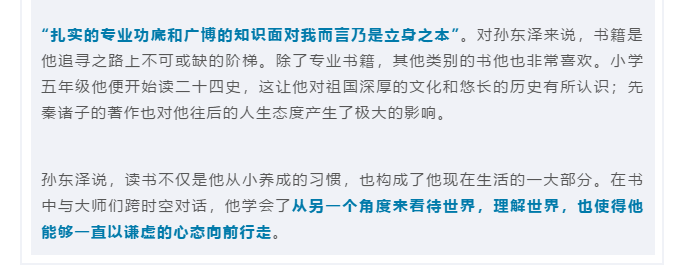 “扎实的专业功底和广博的知识面对我而言乃是立身之本”。对孙东泽来说，书籍是
他追寻之路上不可或缺的阶梯。除了专业书籍，其他类别的书他也非常喜欢。小学
五年级他便开始读二十四史，这让他对祖国深厚的文化和悠长的历史有所认识；先
秦诸子的著作也对他往后的人生态度产生了极大的影响。
孙东泽说，读书不仅是他从小养成的习惯，也构成了他现在生活的一大部分。在书
中与大师们跨时空对话，他学会了从另一个角度来看待世界，理解世界，也使得他
能够一直以谦虚的心态向前行走。